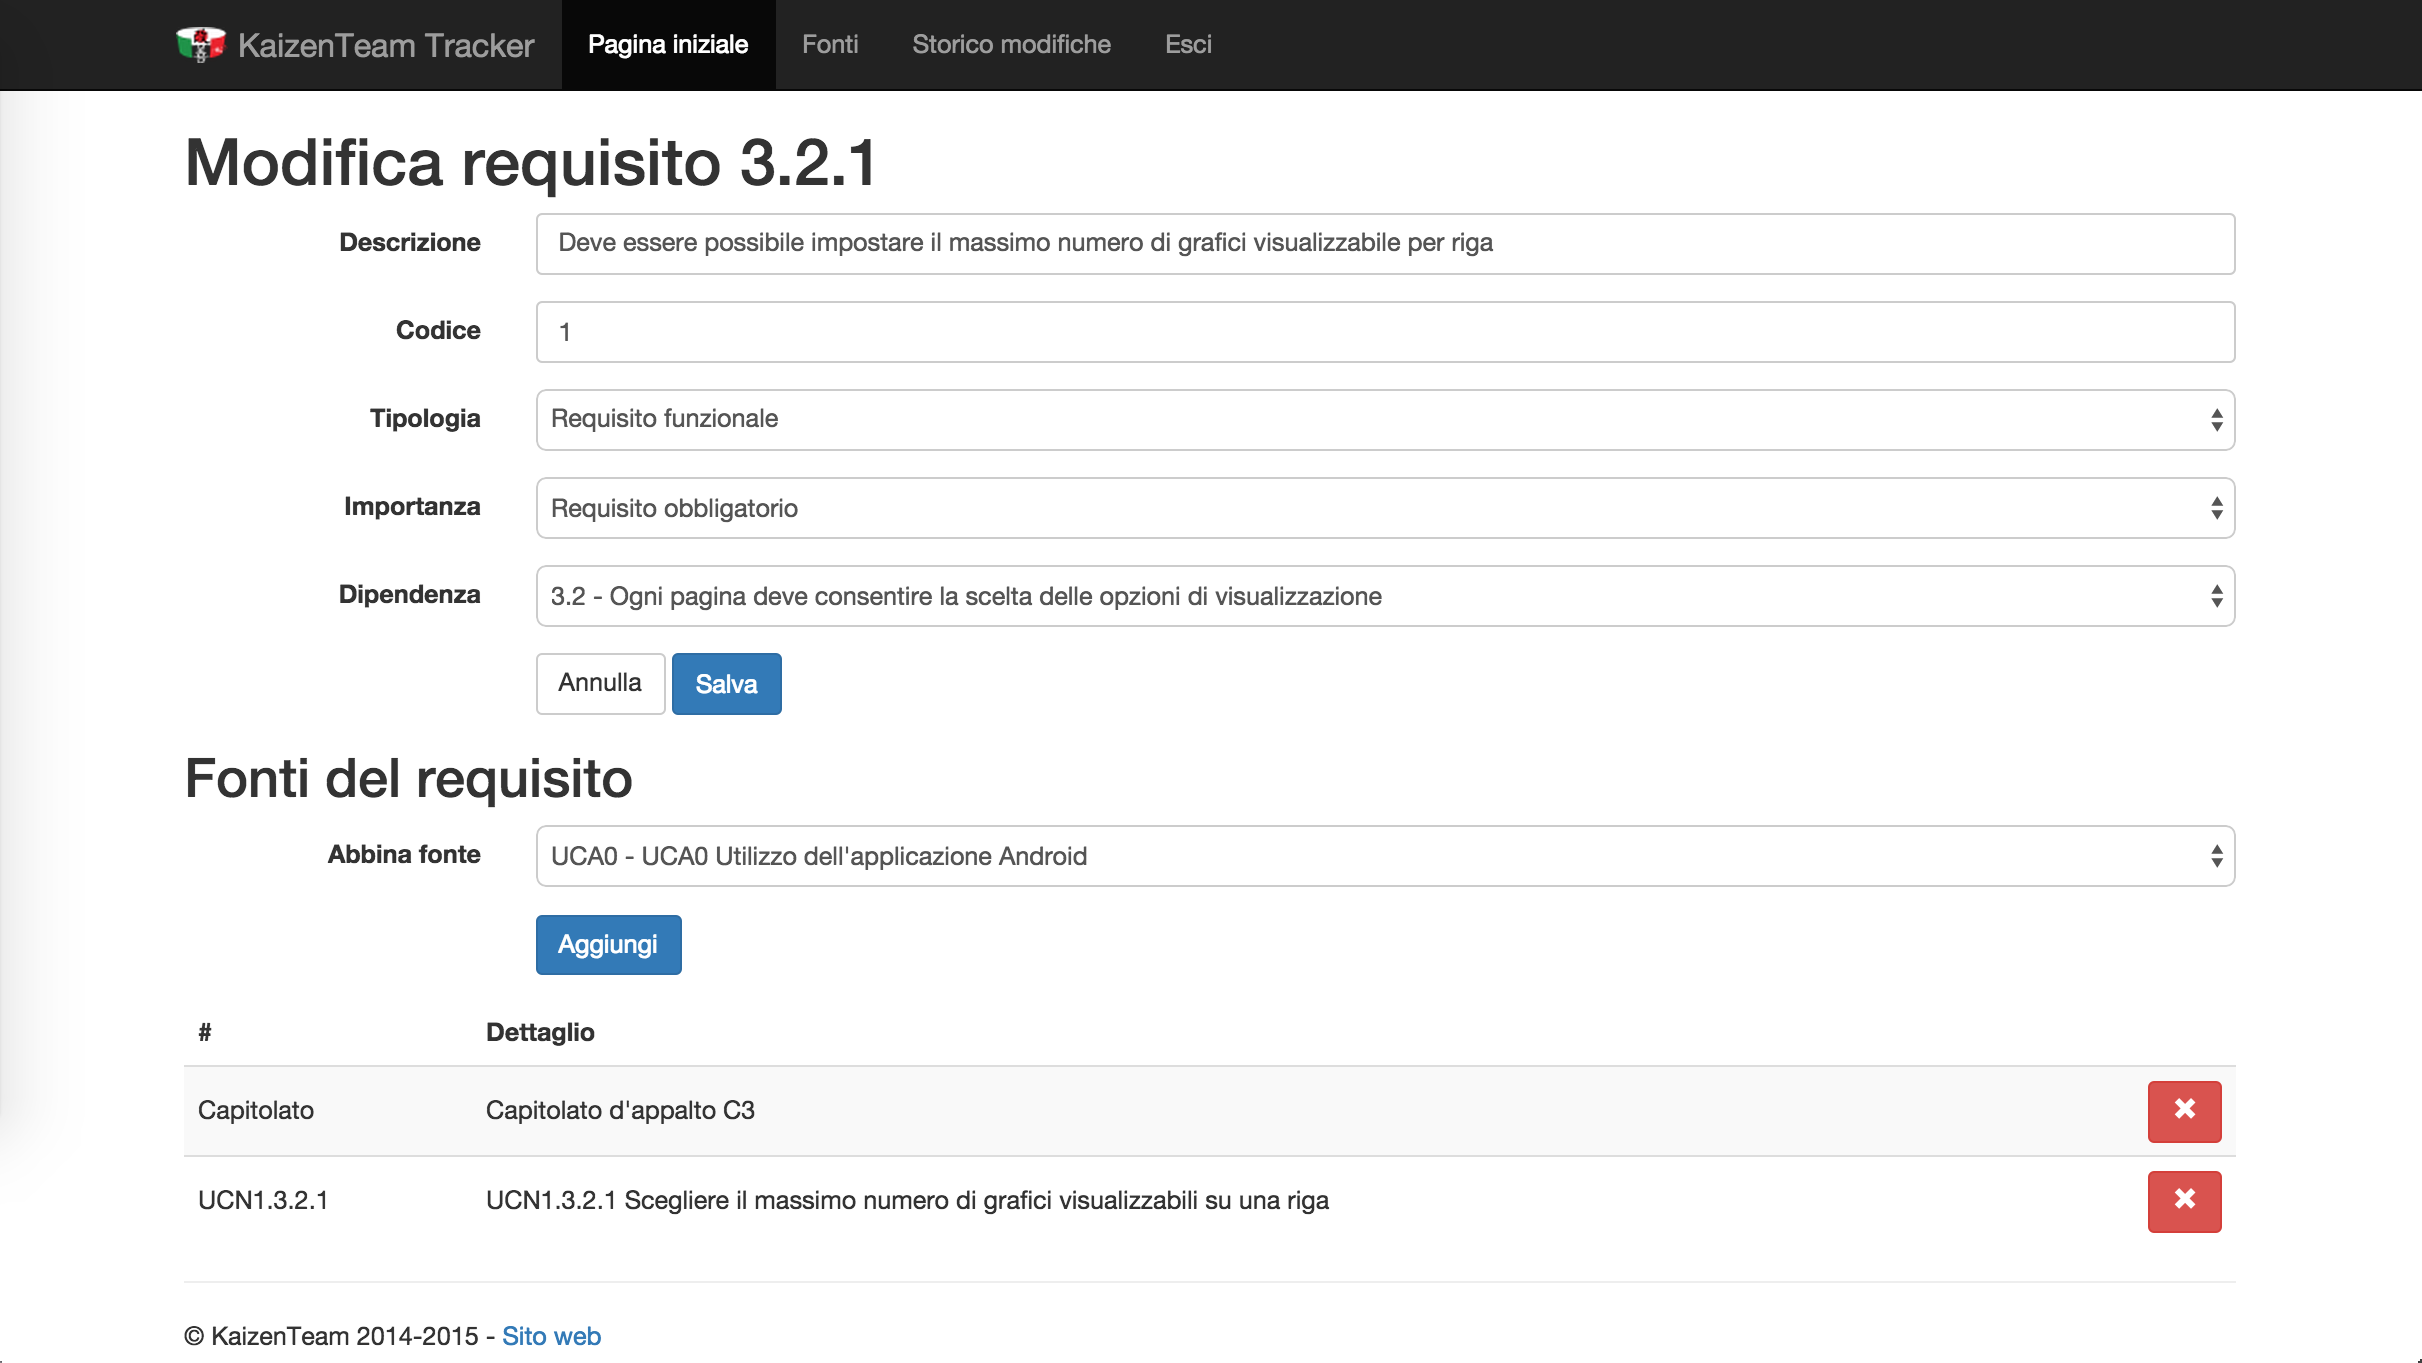 KaizenTeam Tracker Pagina iniziale Fonti Storico modifiche Esci
Modifica requisito 3.2.1
Descrizione Deve essere possibile impostare il massimo numero di grafici visualizzabile per riga
Codice 1
Tipologia Requisito funzionale
Importanza Requisito obbligatorio
Dipendenza 3.2 - Ogni pagina deve consentire la scelta delle opzioni di visualizzazione
Annulla Salva
Fonti del requisito
Abbina fonte UCA0 - UCA0 Utilizzo dell'applicazione Android
Aggiungi
# Dettaglio
Capitolato Capitolato d'appalto C3
UCN1.3.2.1 UCN1.3.2.1 Scegliere il massimo numero di grafici visualizzabili su una riga
© KaizenTeam 2014-2015 - Sito web